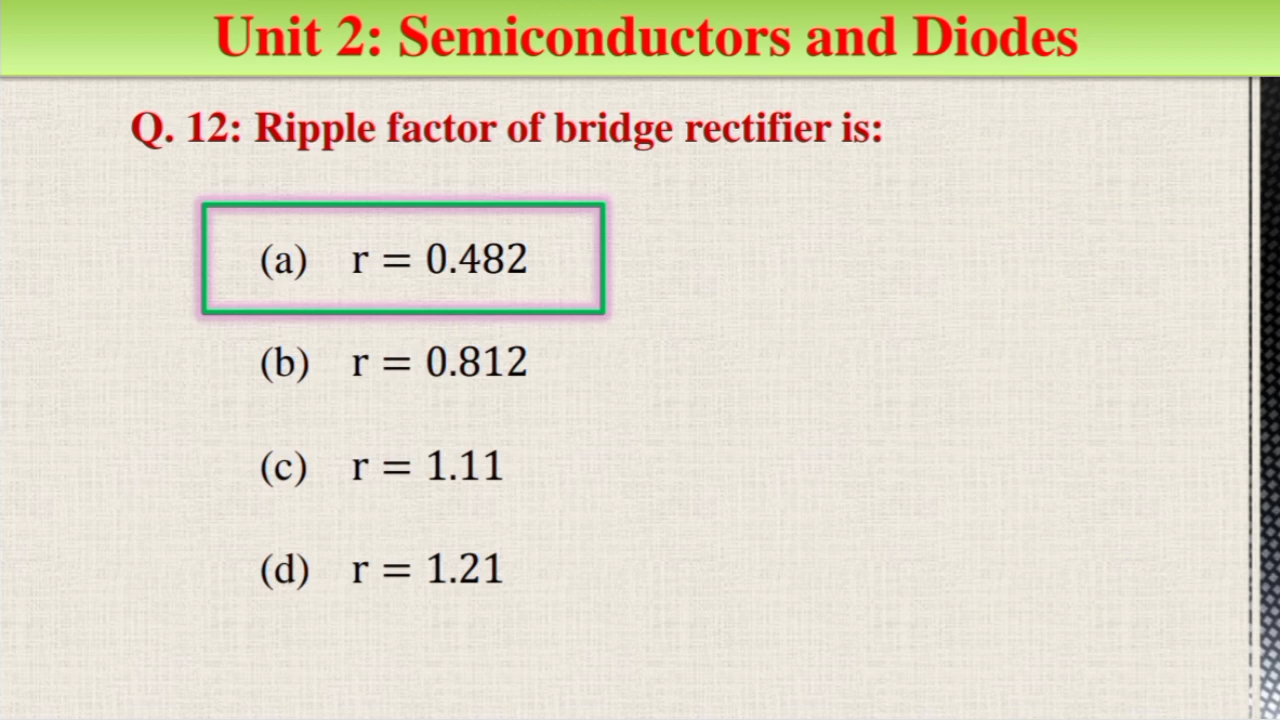 Unit 2: Semiconductors and Diodes
Q. 12: Ripple factor of bridge rectifier is:
(a) r = 0.482
(b) r = 0.812
(c) r = 1.11
(d) r = 1.21